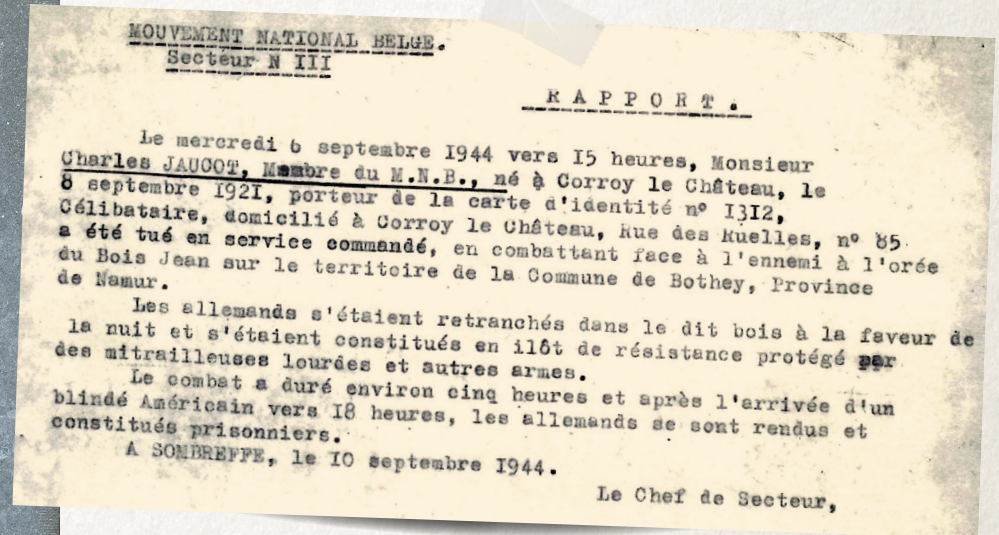 MOUVEMENT NATIONAL BELGE.
Secteur N III
R A P P O R T .
Le mercredi 6 septembre I944 vers I5 heures, Monsieur
Charles JAUCOT, Membre du M.N.B., né à Corroy le Château, le
8 septembre I92I, porteur de la carte d'identité n° I3I2,
Célibataire, domicilié à Corroy le Château, Rue des Ruelles, n° 85
a été tué en service commandé, en combattant face à l'ennemi à l'orée
du Bois Jean sur le territoire de la Commune de Bothey, Province
de Namur.
Les allemands s'étaient retranchés dans le dit bois à la faveur de
la nuit et s'étaient constitués en ilôt de résistance protégé par
des mitrailleuses lourdes et autres armes.
Le combat a duré environ cinq heures et après l'arrivée d'un
blindé Américain vers I8 heures, les allemands se sont rendus et
constitués prisonniers.
A SOMBREFFE, le I0 septembre I944.
Le Chef de Secteur,